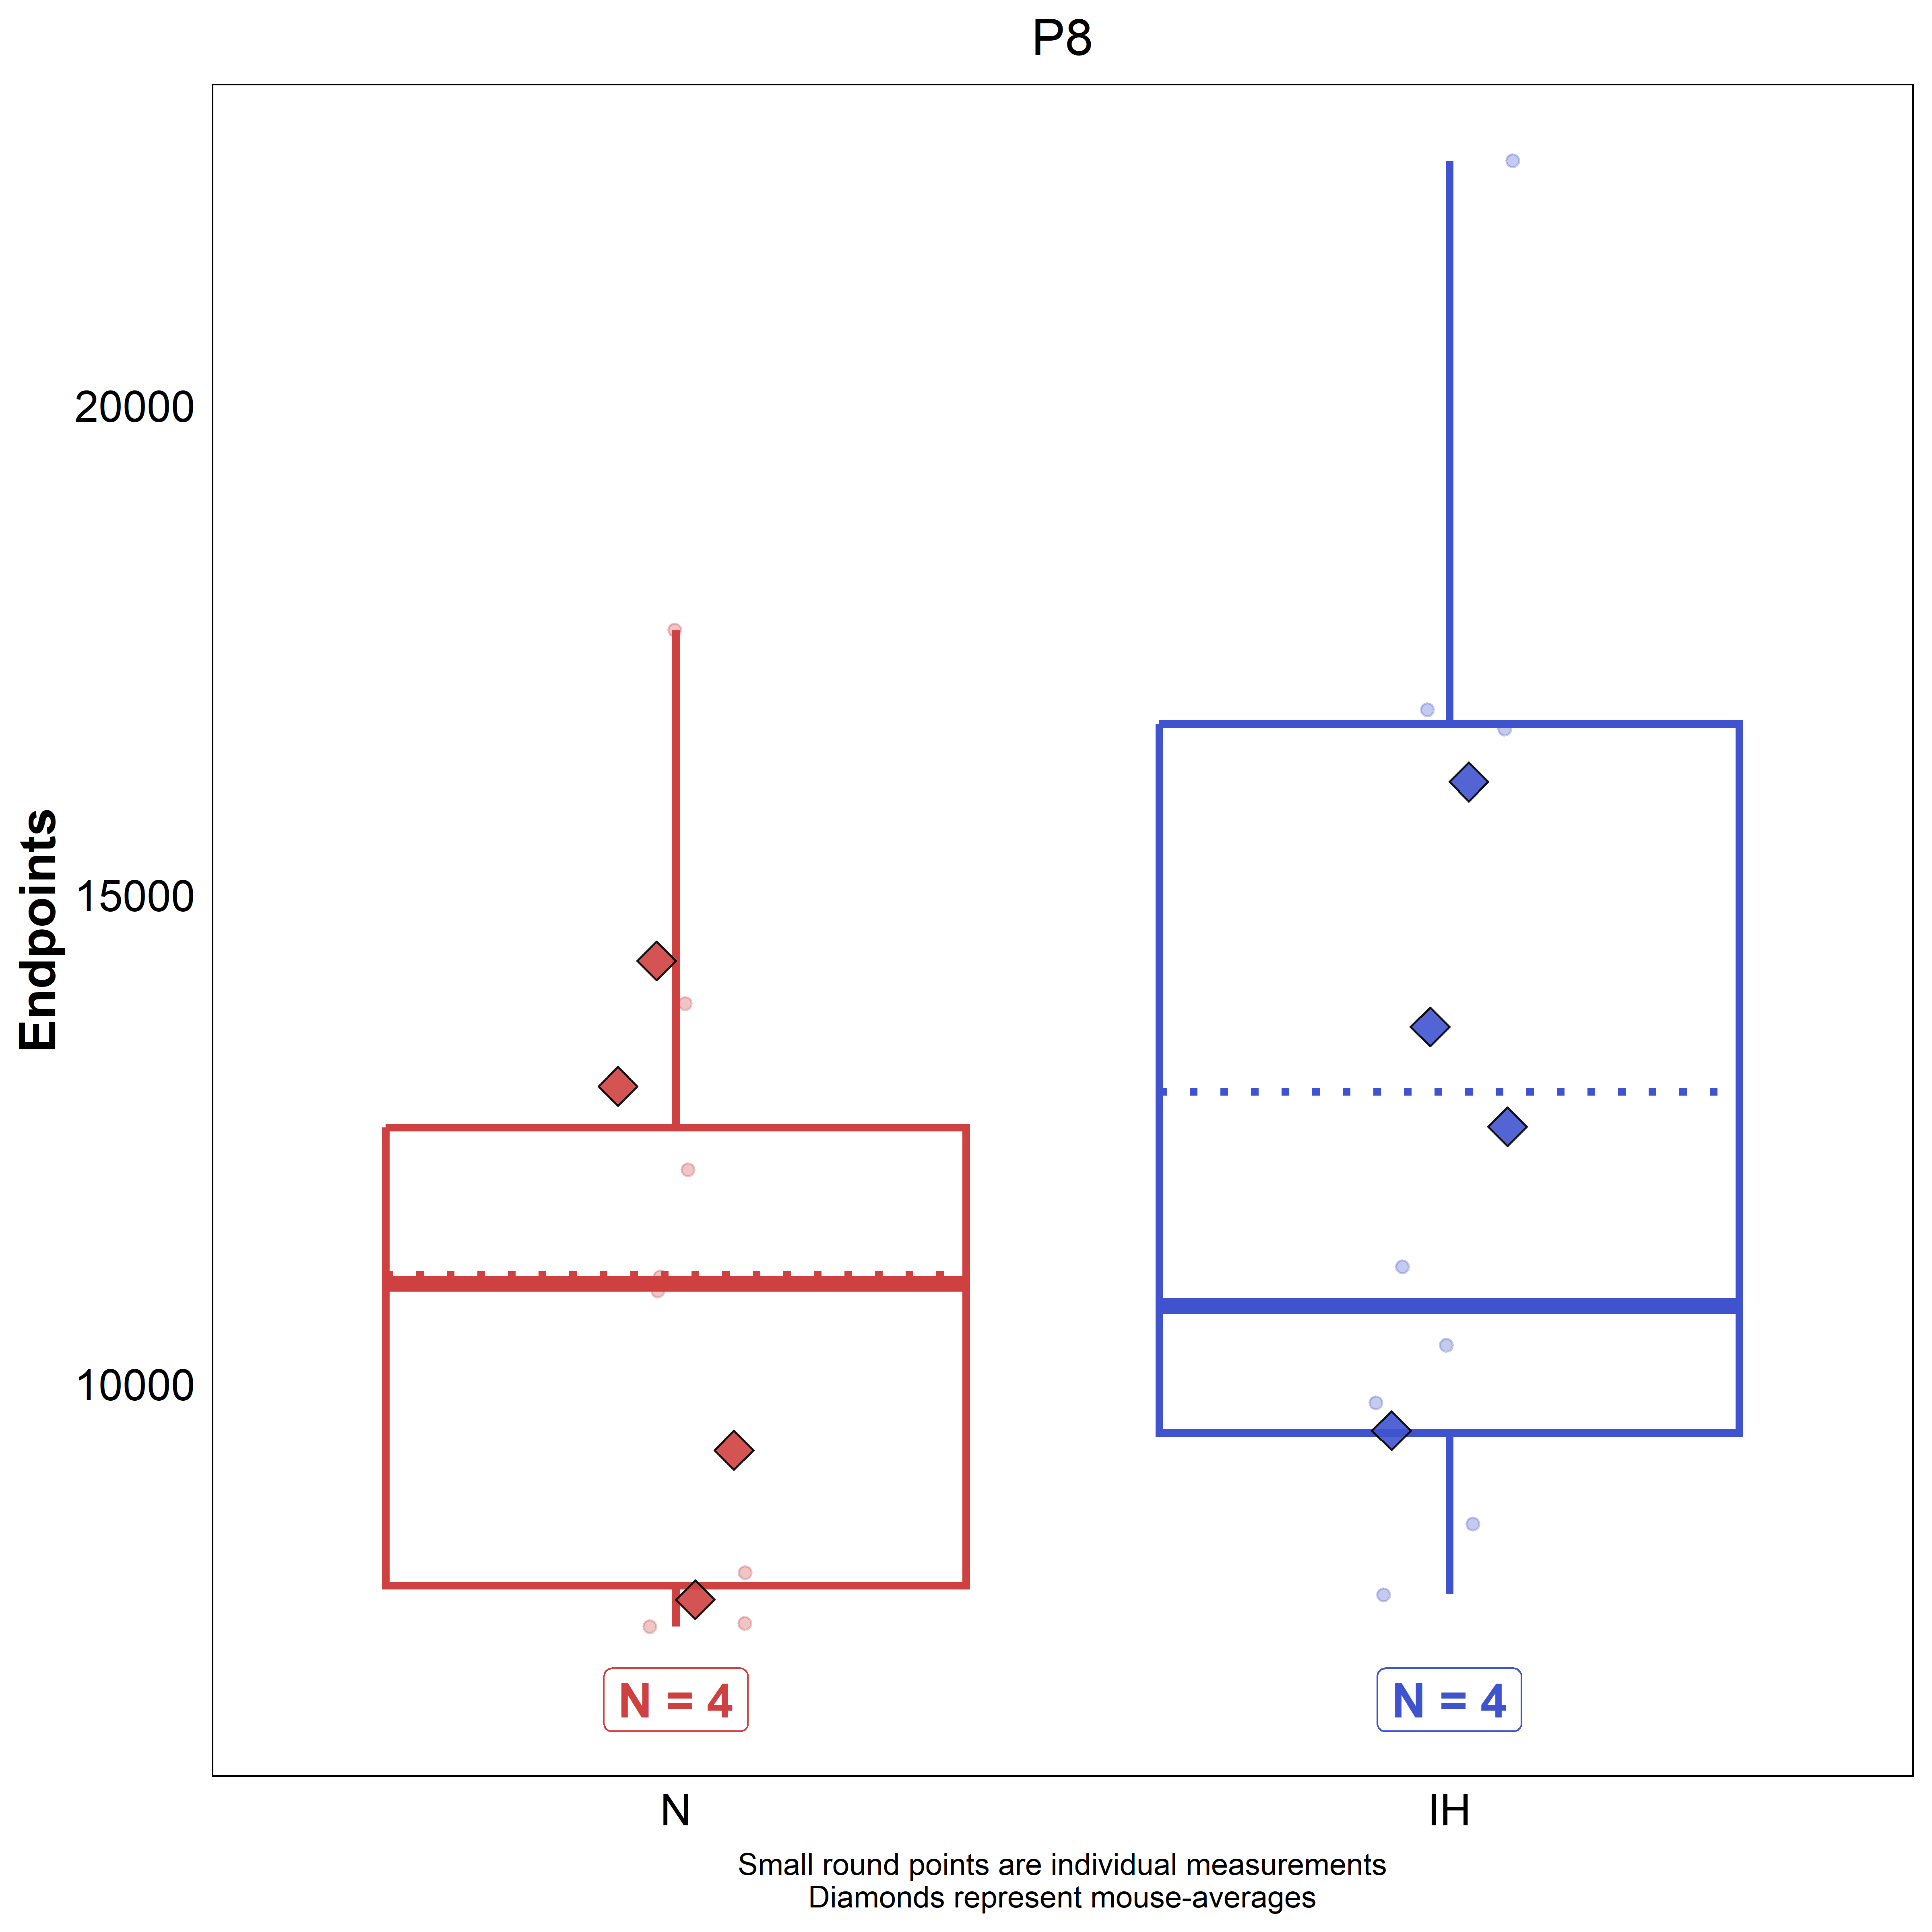 P8
Endpoints
20000
15000
10000
N = 4
N = 4
N
IH
Small round points are individual measurements
Diamonds represent mouse-averages